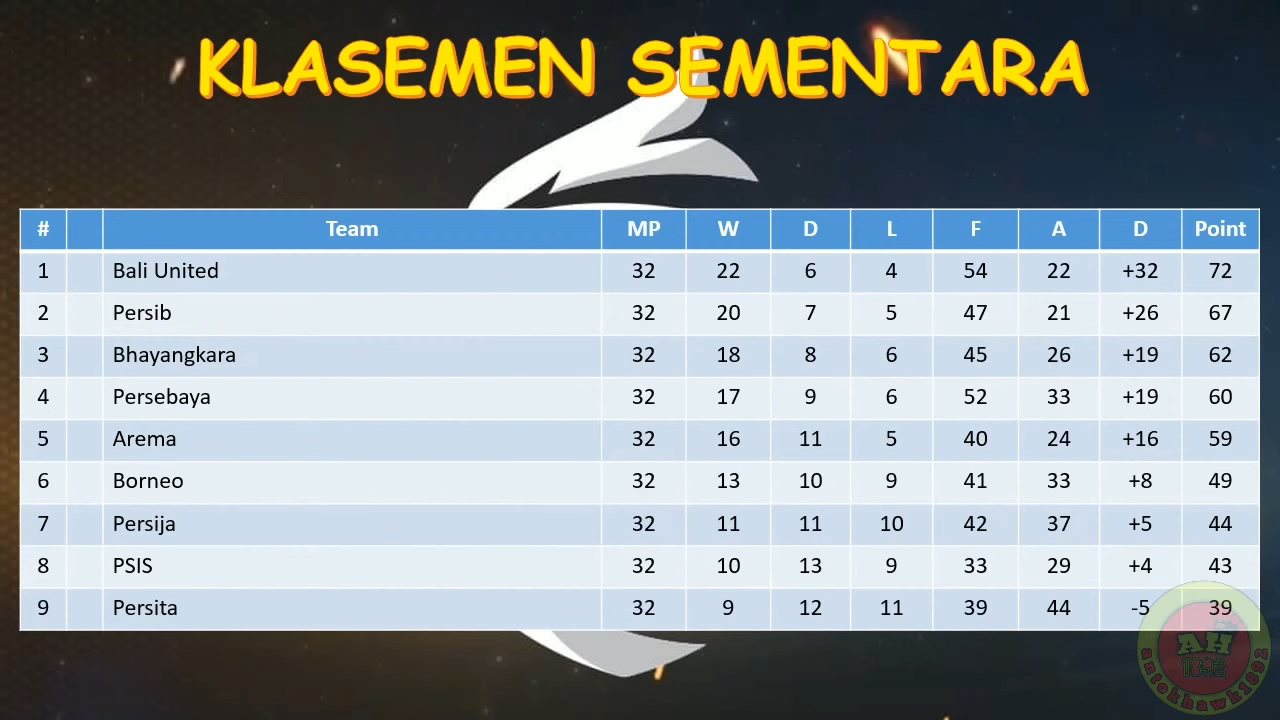 KLASEMEN SEMENTARA
# Team MP W D L F A D Point
1 Bali United 32 22 6 4 54 22 +32 72
2 Persib 32 20 7 5 47 21 +26 67
3 Bhayangkara 32 18 8 6 45 26 +19 62
4 Persebaya 32 17 9 6 52 33 +19 60
5 Arema 32 16 11 5 40 24 +16 59
6 Borneo 32 13 10 9 41 33 +8 49
7 Persija 32 11 11 10 42 37 +5 44
8 PSIS 32 10 13 9 33 29 +4 43
9 Persita 32 9 12 11 39 44 -5 39
AH
1892